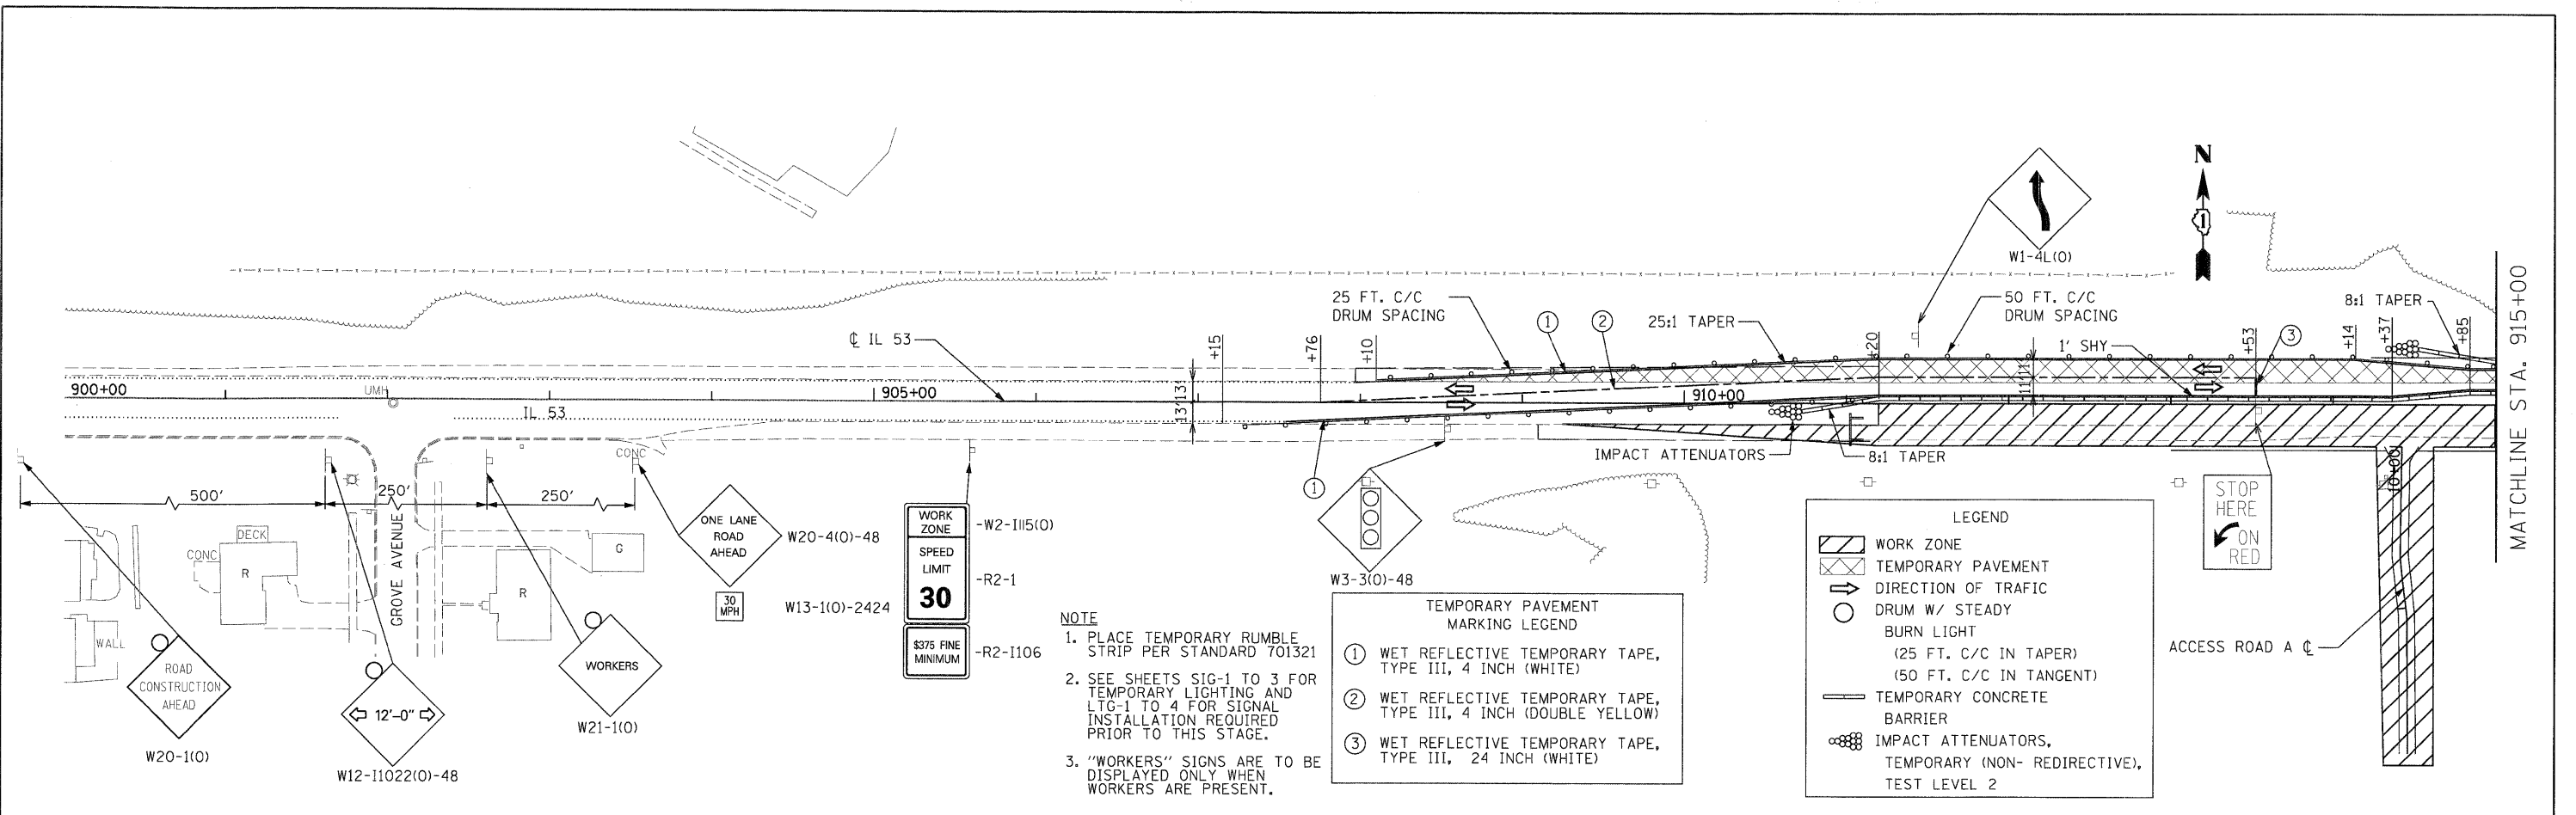 N
1
W1-4L(O)
25 FT. C/C
DRUM SPACING
1
2
25:1 TAPER
50 FT. C/C
DRUM SPACING
8:1 TAPER
℄ IL 53
+15
+76
+10
+20
1' SHY
+53
3
+14
+37
+85
MATCHLINE STA. 915+00
900+00
UMH
IL 53
905+00
13'
13'
910+00
11'
11'
CONC
500'
250'
250'
GROVE AVENUE
DECK
CONC
R
R
G
WALL
ROAD
CONSTRUCTION
AHEAD
W20-1(O)
12'-0"
W12-I1022(O)-48
WORKERS
W21-1(O)
ONE LANE
ROAD
AHEAD
W20-4(O)-48
30
MPH
W13-1(O)-2424
WORK
ZONE
-W2-I115(O)
SPEED
LIMIT
30
-R2-1
$375 FINE
MINIMUM
-R2-I106
1
IMPACT ATTENUATORS
8:1 TAPER
W3-3(O)-48
STOP
HERE
ON
RED
10+00
ACCESS ROAD A ℄
NOTE
1. PLACE TEMPORARY RUMBLE
STRIP PER STANDARD 701321
2. SEE SHEETS SIG-1 TO 3 FOR
TEMPORARY LIGHTING AND
LTG-1 TO 4 FOR SIGNAL
INSTALLATION REQUIRED
PRIOR TO THIS STAGE.
3. "WORKERS" SIGNS ARE TO BE
DISPLAYED ONLY WHEN
WORKERS ARE PRESENT.
TEMPORARY PAVEMENT
MARKING LEGEND
1 WET REFLECTIVE TEMPORARY TAPE,
TYPE III, 4 INCH (WHITE)
2 WET REFLECTIVE TEMPORARY TAPE,
TYPE III, 4 INCH (DOUBLE YELLOW)
3 WET REFLECTIVE TEMPORARY TAPE,
TYPE III, 24 INCH (WHITE)
LEGEND
WORK ZONE
TEMPORARY PAVEMENT
DIRECTION OF TRAFIC
DRUM W/ STEADY
BURN LIGHT
(25 FT. C/C IN TAPER)
(50 FT. C/C IN TANGENT)
TEMPORARY CONCRETE
BARRIER
IMPACT ATTENUATORS,
TEMPORARY (NON- REDIRECTIVE),
TEST LEVEL 2